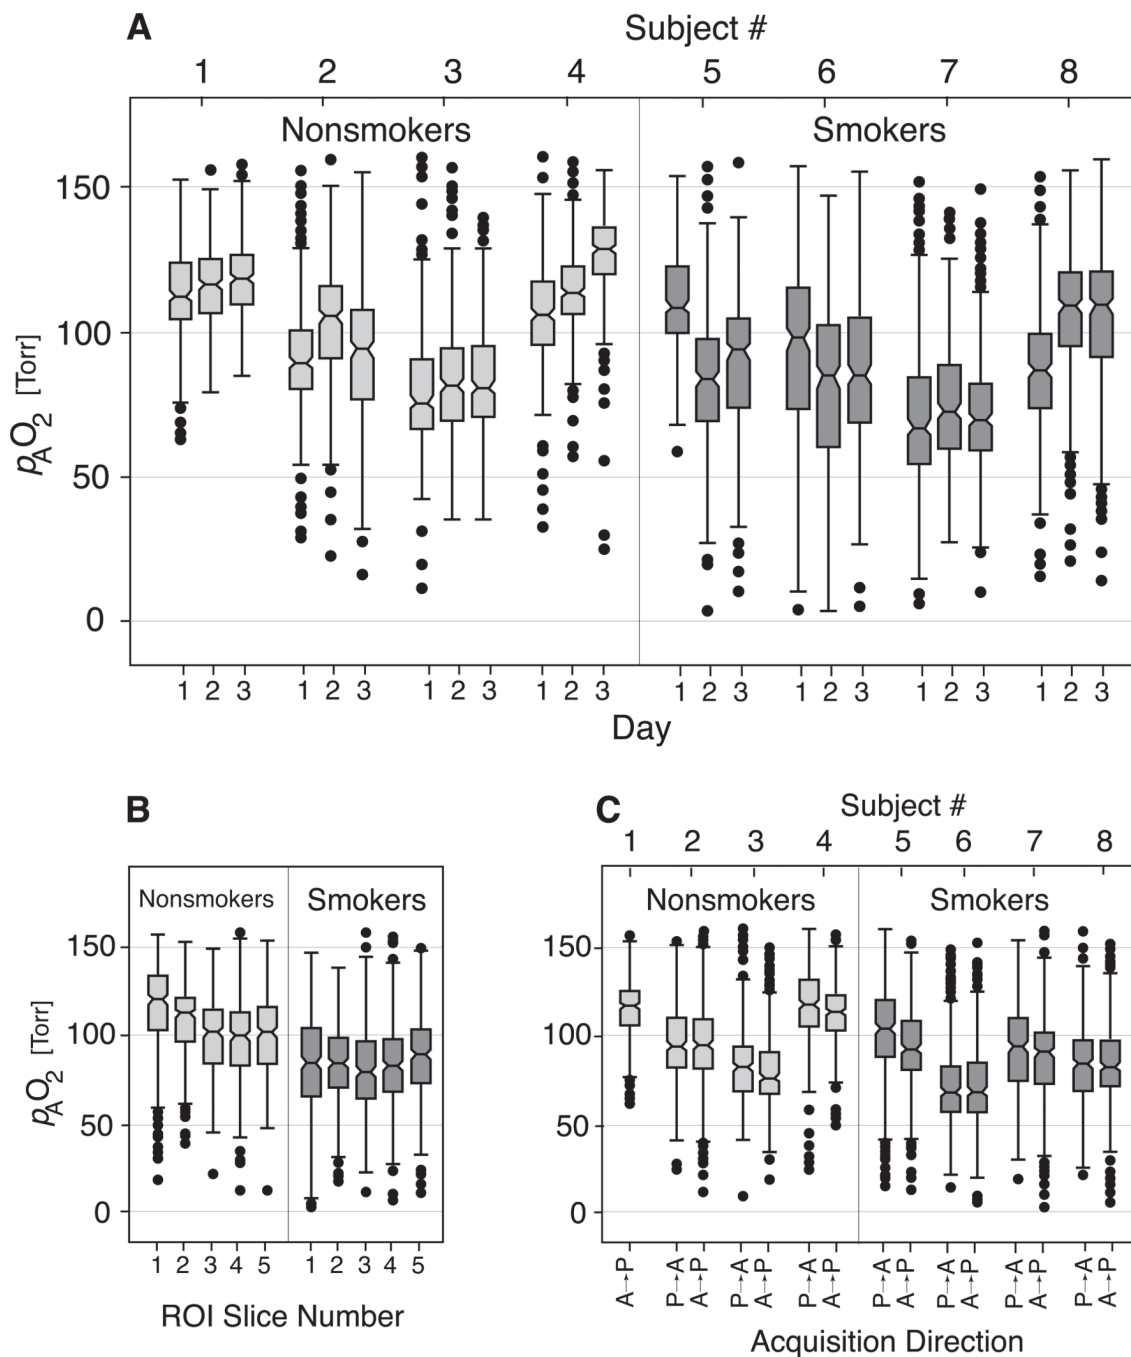 A
Subject #
1 2 3 4 5 6 7 8
Nonsmokers Smokers
150
100
50
0
pAO2 [Torr]
1 2 3 1 2 3 1 2 3 1 2 3 1 2 3 1 2 3 1 2 3 1 2 3
Day
B
Nonsmokers Smokers
150
100
50
0
pAO2 [Torr]
1 2 3 4 5 1 2 3 4 5
ROI Slice Number
C
Subject #
1 2 3 4 5 6 7 8
Nonsmokers Smokers
150
100
50
0
A→P P→A A→P P→A A→P P→A A→P P→A A→P P→A A→P P→A A→P P→A A→P
Acquisition Direction